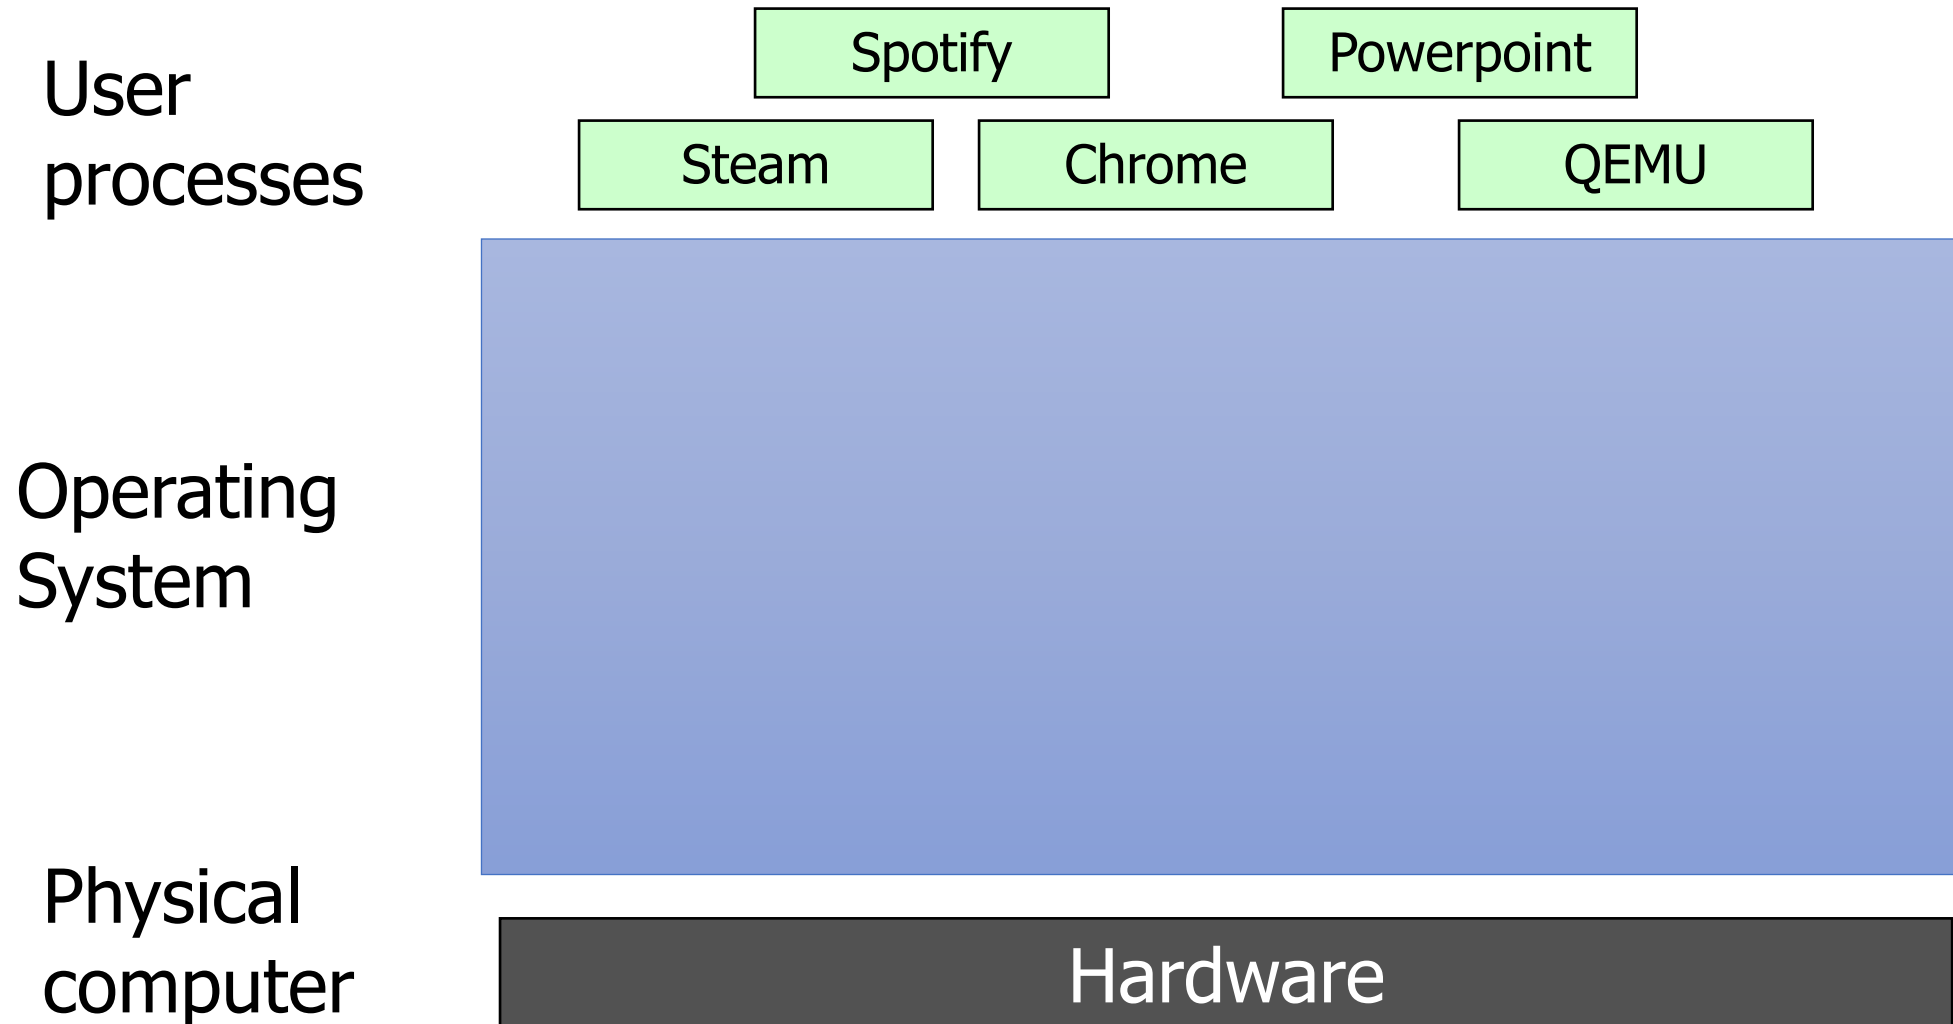 User
processes
Spotify
Powerpoint
Steam
Chrome
QEMU
Operating
System
Physical
computer
Hardware